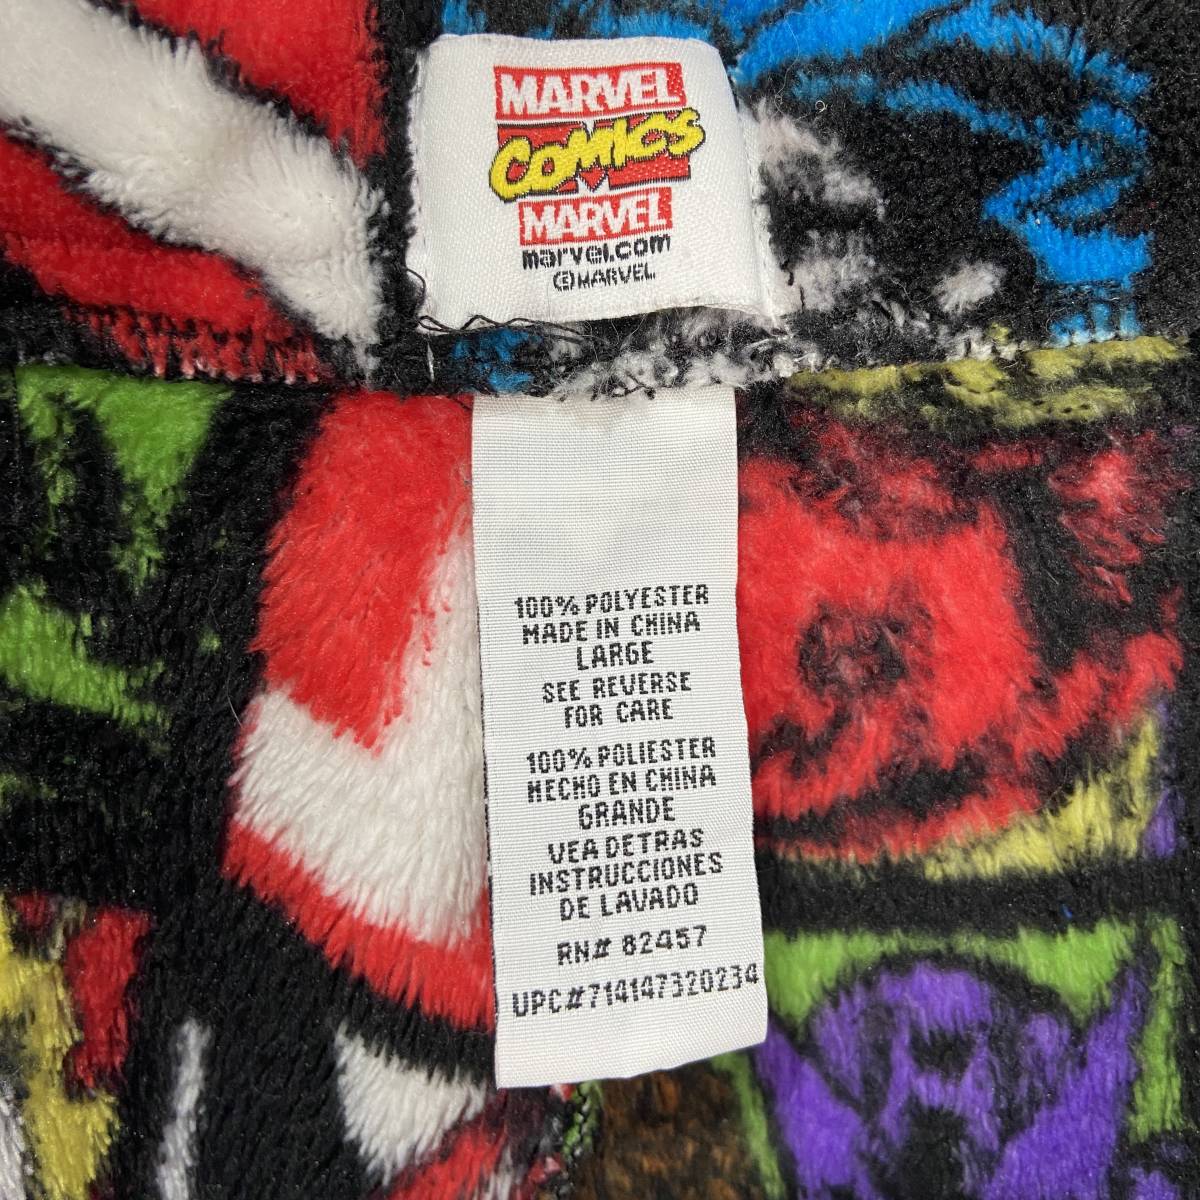 MARVEL
COMICS
MARVEL
marvel.com
©MARVEL
100% POLYESTER
MADE IN CHINA
LARGE
SEE REVERSE
FOR CARE
100% POLIESTER
HECHO EN CHINA
GRANDE
VEA DETRAS
INSTRUCCIONES
DE LAVADO
RN# 82457
UPC#714147320234